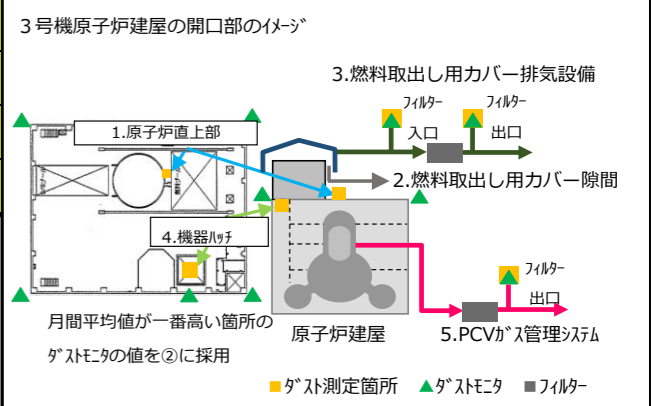 3号機原子炉建屋の開口部のｲﾒｰｼﾞ
3.燃料取出し用カバー排気設備
ﾌｨﾙﾀｰ
ﾌｨﾙﾀｰ
入口
出口
1.原子炉直上部
2.燃料取出し用カバー隙間
4.機器ﾊｯﾁ
ﾌｨﾙﾀｰ
出口
月間平均値が一番高い箇所の
ﾀﾞｽﾄﾓﾆﾀの値を②に採用
原子炉建屋
5.PCVｶﾞｽ管理ｼｽﾃﾑ
■ﾀﾞｽﾄ測定箇所 ▲ﾀﾞｽﾄﾓﾆﾀ ■ﾌｨﾙﾀｰ